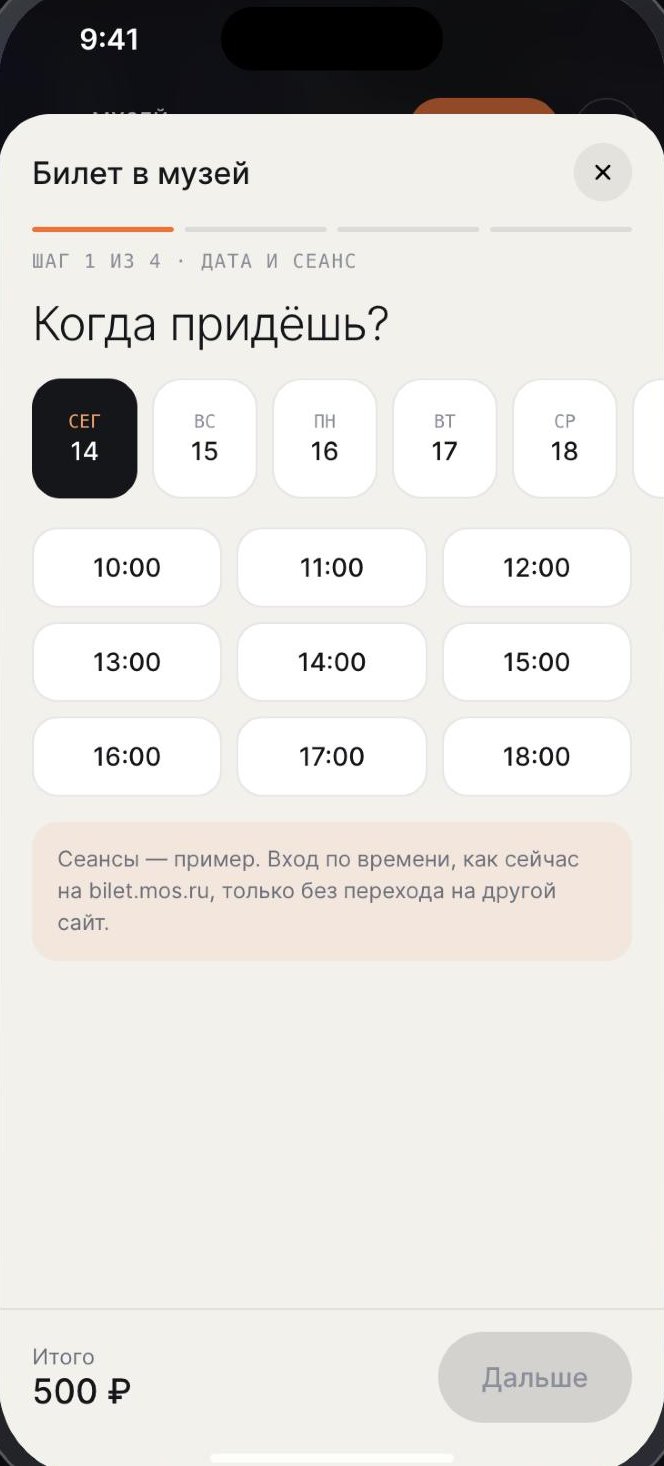 9:41
Билет в музей
ШАГ 1 ИЗ 4 · ДАТА И СЕАНС
Когда придёшь?
СЕГ ВС ПН ВТ СР
14 15 16 17 18
10:00 11:00 12:00
13:00 14:00 15:00
16:00 17:00 18:00
Сеансы — пример. Вход по времени, как сейчас
на bilet.mos.ru, только без перехода на другой
сайт.
Итого
500 ₽
Дальше